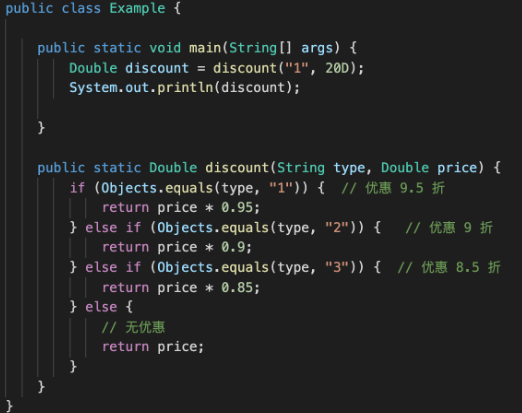 public class Example {
public static void main(String[] args) {
Double discount = discount("1", 20D);
System.out.println(discount);
}
public static Double discount(String type, Double price) {
if (Objects.equals(type, "1")) {  // 优惠 9.5 折
return price * 0.95;
} else if (Objects.equals(type, "2")) {   // 优惠 9 折
return price * 0.9;
} else if (Objects.equals(type, "3")) {  // 优惠 8.5 折
return price * 0.85;
} else {
// 无优惠
return price;
}
}
}